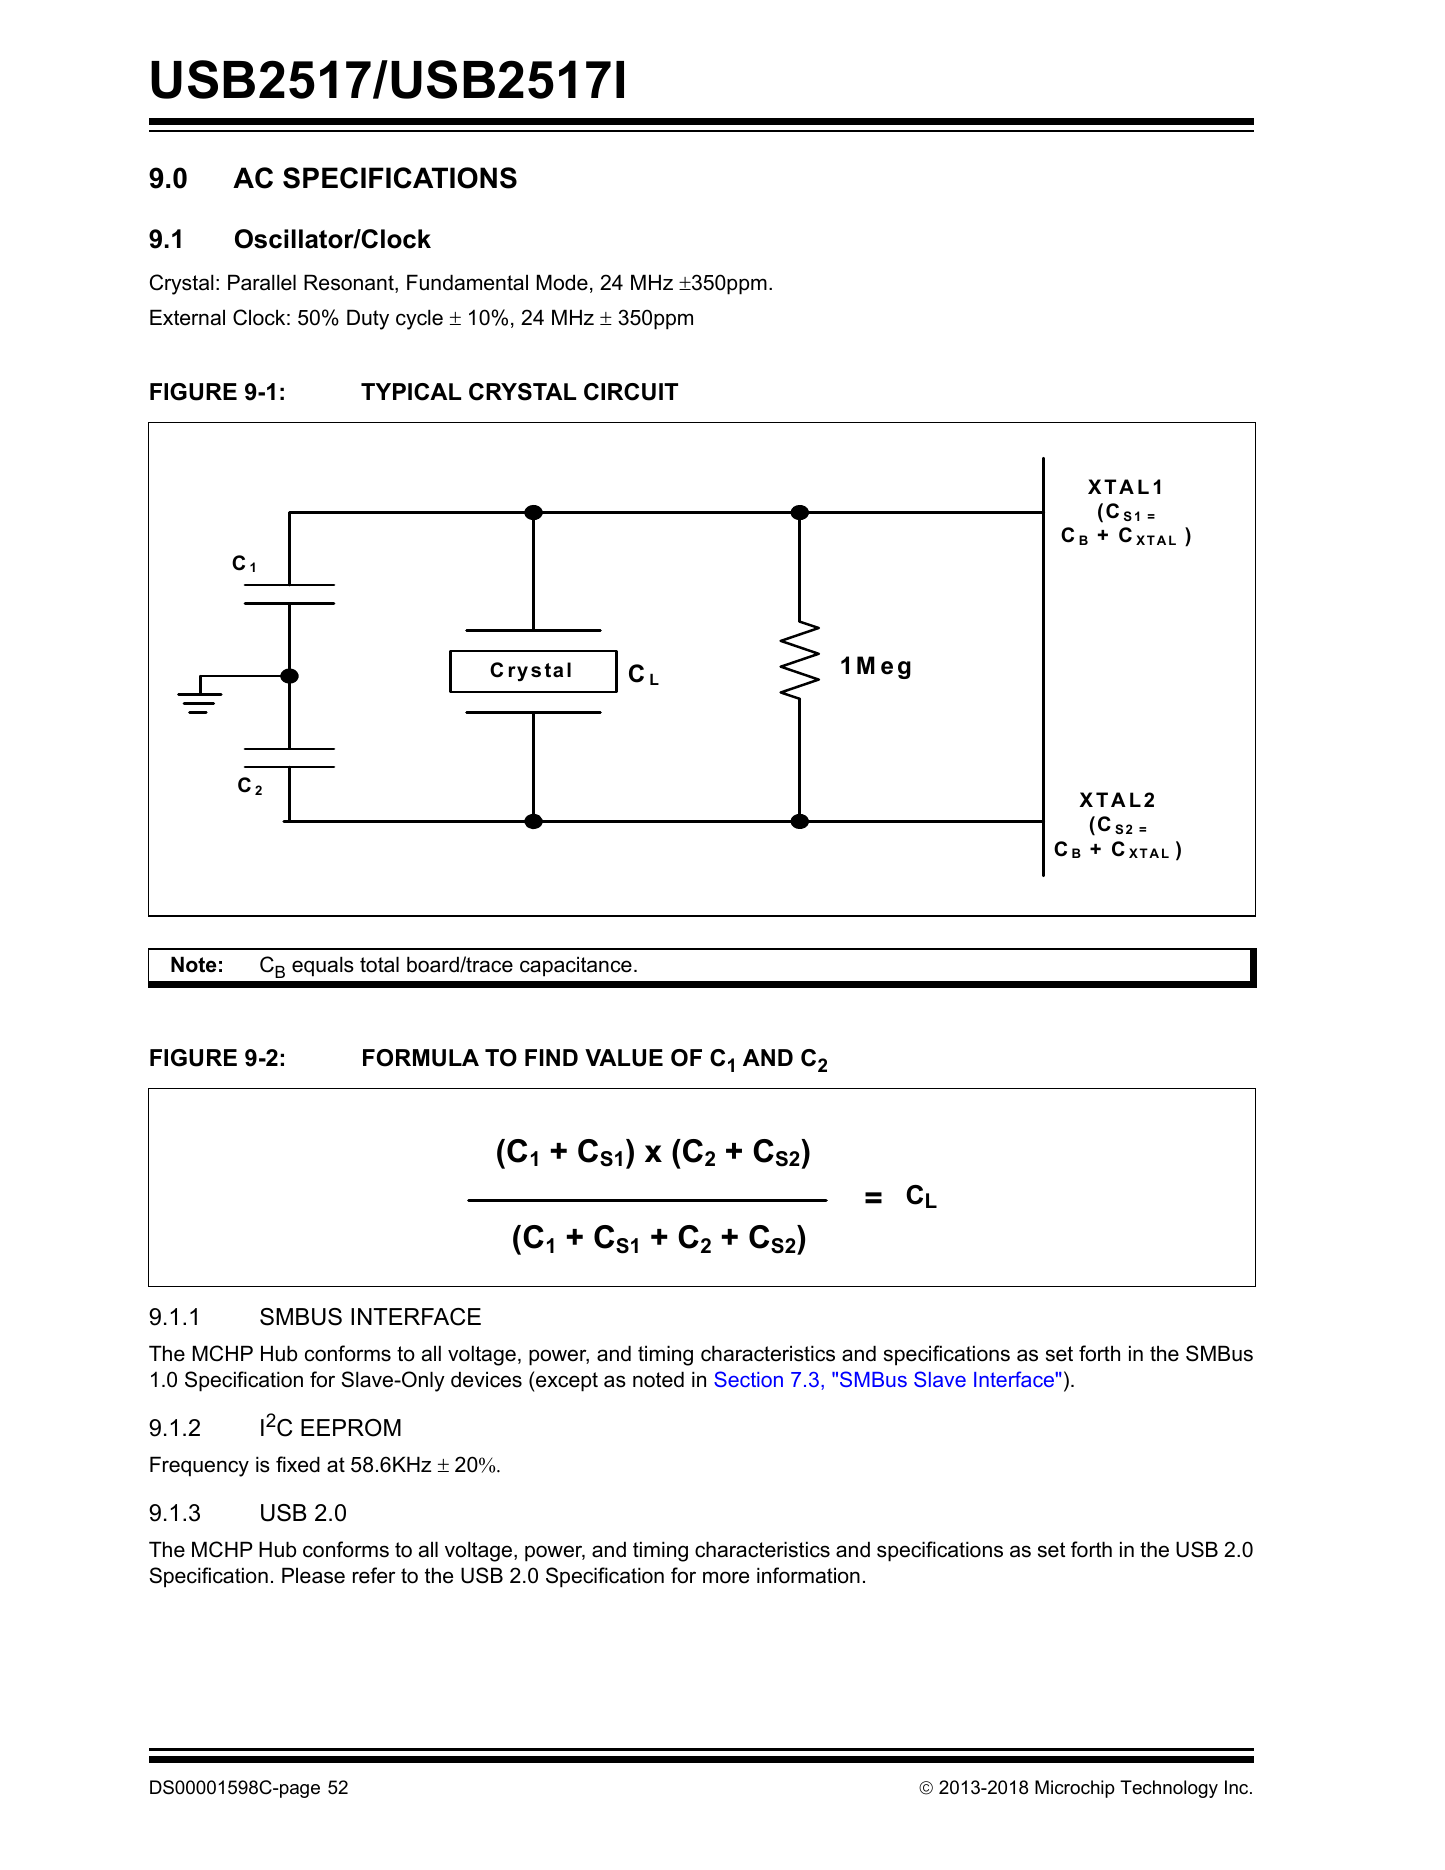 USB2517/USB2517I
9.0 AC SPECIFICATIONS
9.1 Oscillator/Clock
Crystal: Parallel Resonant, Fundamental Mode, 24 MHz ±350ppm.
External Clock: 50% Duty cycle ± 10%, 24 MHz ± 350ppm
FIGURE 9-1: TYPICAL CRYSTAL CIRCUIT
XTAL1
(CS1 =
CB + CXTAL )
C1
Crystal
CL
1Meg
C2
XTAL2
(CS2 =
CB + CXTAL )
Note: CB equals total board/trace capacitance.
FIGURE 9-2: FORMULA TO FIND VALUE OF C1 AND C2
(C1 + CS1) x (C2 + CS2)
= CL
(C1 + CS1 + C2 + CS2)
9.1.1 SMBUS INTERFACE
The MCHP Hub conforms to all voltage, power, and timing characteristics and specifications as set forth in the SMBus
1.0 Specification for Slave-Only devices (except as noted in Section 7.3, "SMBus Slave Interface").
9.1.2 I2C EEPROM
Frequency is fixed at 58.6KHz ± 20%.
9.1.3 USB 2.0
The MCHP Hub conforms to all voltage, power, and timing characteristics and specifications as set forth in the USB 2.0
Specification. Please refer to the USB 2.0 Specification for more information.
DS00001598C-page 52
© 2013-2018 Microchip Technology Inc.